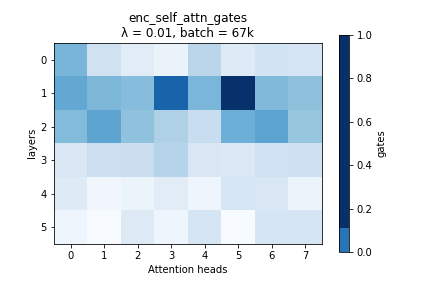 enc_self_attn_gates
λ = 0.01, batch = 67k
layers
0
1
2
3
4
5
0 1 2 3 4 5 6 7
Attention heads
1.0
0.8
0.6
0.4
0.2
0.0
gates